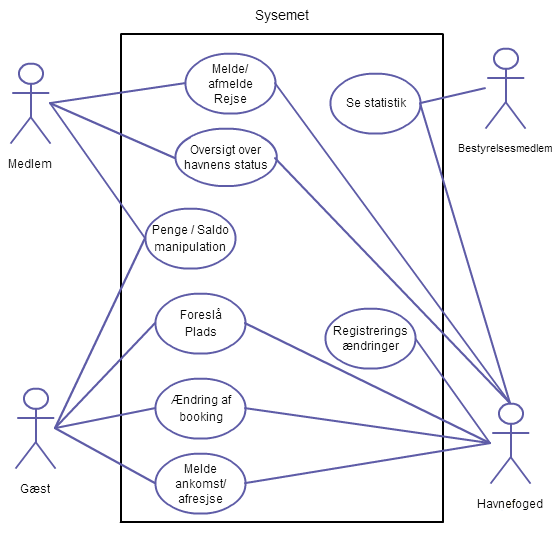 Sysemet
Melde/
afmelde
Rejse
Se statistik
Medlem
Bestyrelsesmedlem
Oversigt over
havnens status
Penge / Saldo
manipulation
Foreslå
Plads
Registrerings
ændringer
Ændring af
booking
Melde
ankomst/
afresjse
Gæst
Havnefoged